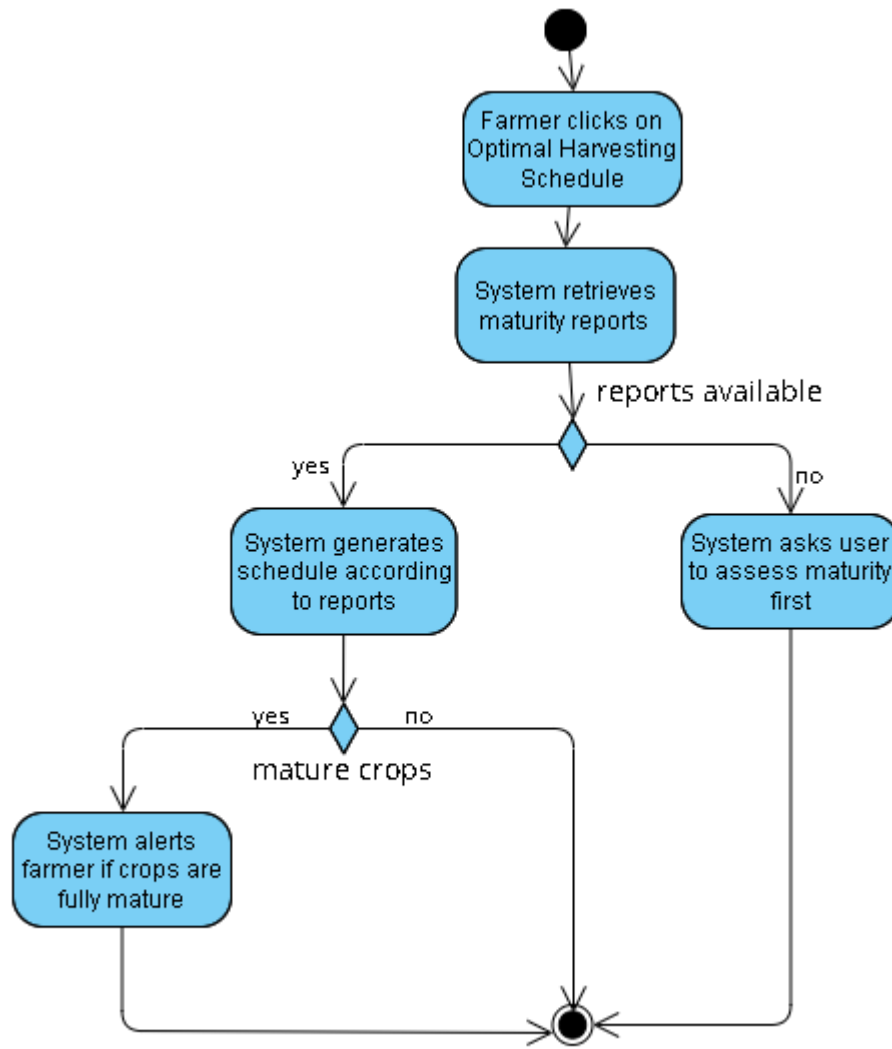 Farmer clicks on
Optimal Harvesting
Schedule
System retrieves
maturity reports
reports available
yes
no
System generates
schedule according
to reports
System asks user
to assess maturity
first
yes
no
mature crops
System alerts
farmer if crops are
fully mature